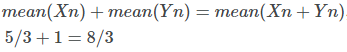 mean(Xn) + mean(Yn) = mean(Xn + Yn)
5/3 + 1 = 8/3